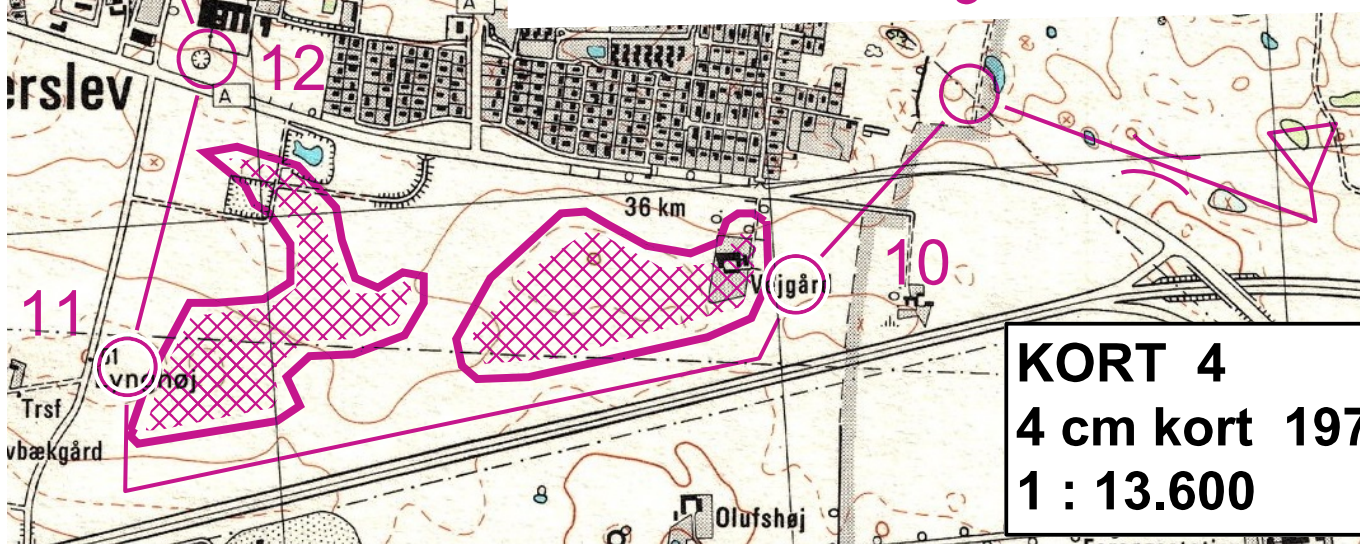 A
12
erslev
A
36 km
10
Vejgård
11
Trsf
vbækgård
Olufshøj
KORT 4
4 cm kort 197
1 : 13.600